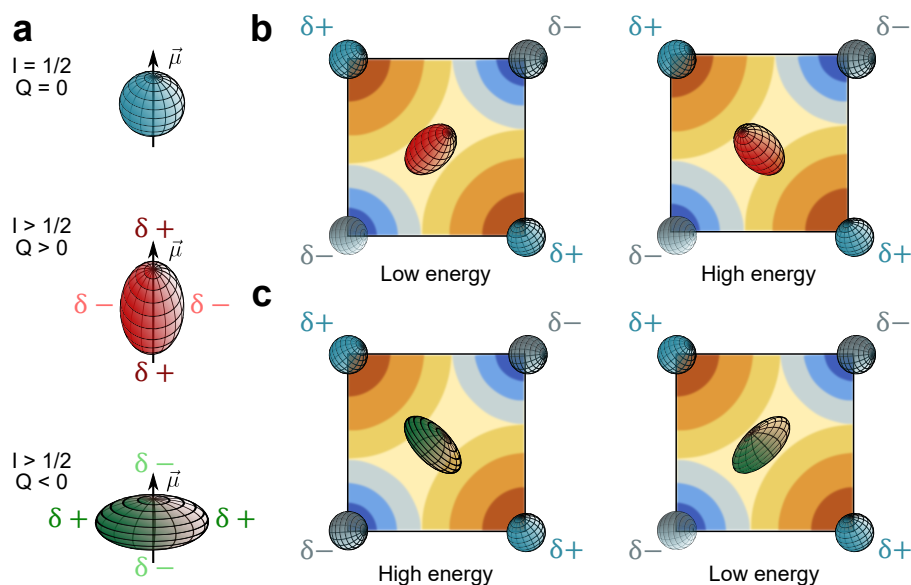 a
I = 1/2
Q = 0
μ⃗
I > 1/2
Q > 0
δ+
μ⃗
δ− δ−
δ+
I > 1/2
Q < 0
δ−
μ⃗
δ+ δ+
δ−
b
δ+ δ−
δ− δ+
Low energy
δ+ δ−
δ− δ+
High energy
c
δ+ δ−
δ− δ+
High energy
δ+ δ−
δ− δ+
Low energy